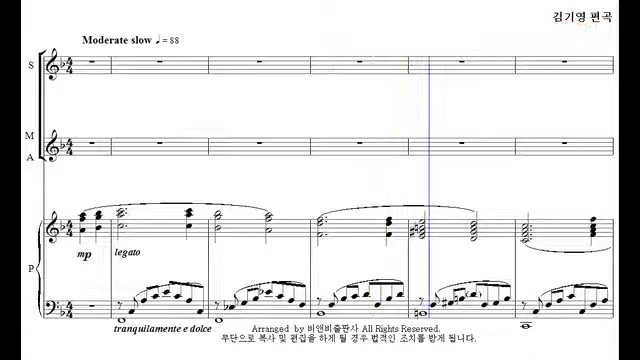 김기영 편곡
Moderate slow ♩ = 88
S
M
A
P
mp
legato
tranquilamente e dolce
Arranged by 비앤비출판사 All Rights Reserved.
무단으로 복사 및 편집을 하게 될 경우 법적인 조치를 받게 됩니다.